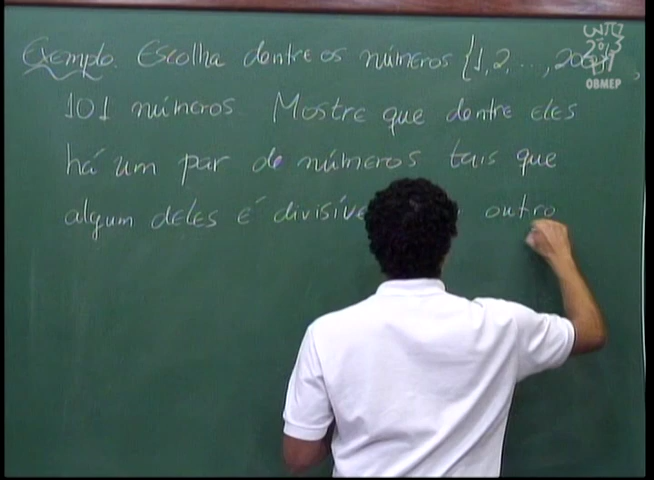 Exemplo. Escolha dentre os números {1, 2, ..., 200},
101 números Mostre que dentre eles
há um par de números tais que
algum deles é divisíve outro
OBMEP